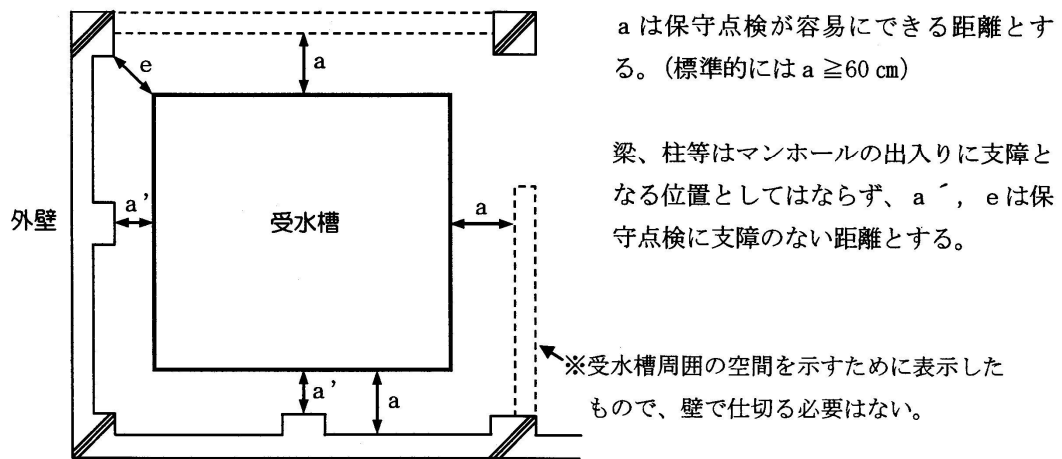 e
a
a は保守点検が容易にできる距離とす
る。(標準的には a ≧60 ㎝)
梁、柱等はマンホールの出入りに支障と
なる位置としてはならず、a ´, e は保
守点検に支障のない距離とする。
外壁
a'
受水槽
a
a'
a
※受水槽周囲の空間を示すために表示した
もので、壁で仕切る必要はない。